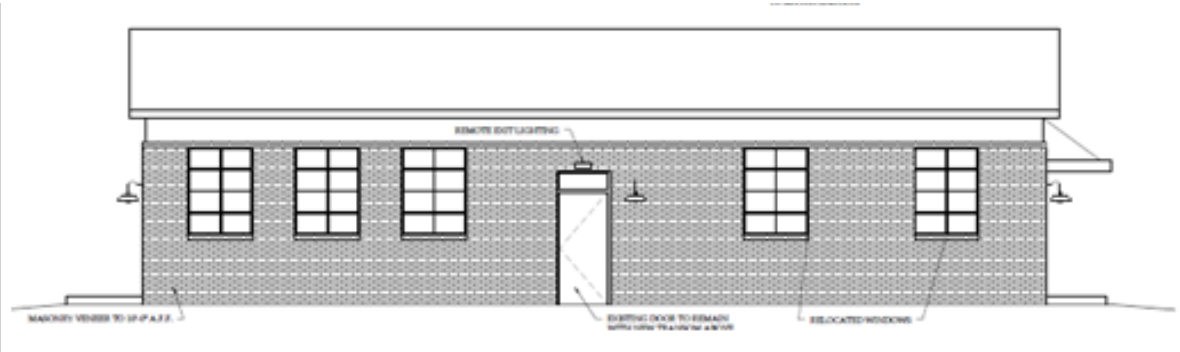 REMOTE EXIT LIGHTING
MASONRY VENEER TO 10'-0" A.F.F.
EXISTING DOOR TO REMAIN
WITH NEW TRANSOM ABOVE
RELOCATED WINDOWS